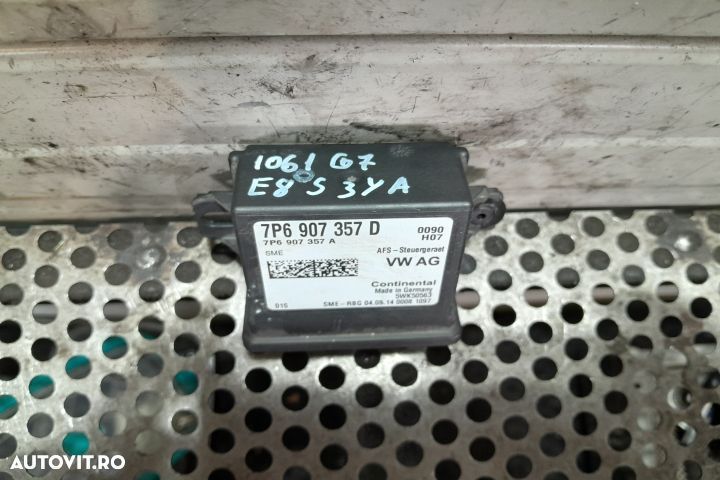 1061 G7
E8 S 3YA
7P6 907 357 D
0090
7P6 907 357 A
H07
SME
AFS - Steuergeraet
VW AG
Continental
Made in Germany
5WK50563
015
SME-RBG 04.08.14 0008 1097
AUTOVIT.RO